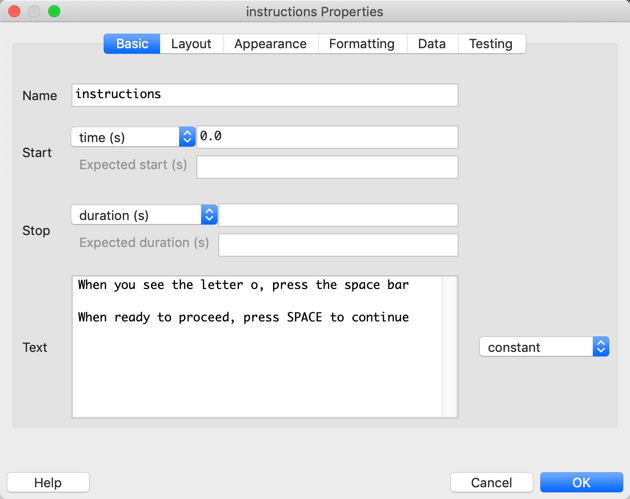 instructions Properties
Basic Layout Appearance Formatting Data Testing
Name instructions
Start time (s) 0.0
Expected start (s)
Stop duration (s)
Expected duration (s)
Text When you see the letter o, press the space bar
When ready to proceed, press SPACE to continue
constant
Help Cancel OK